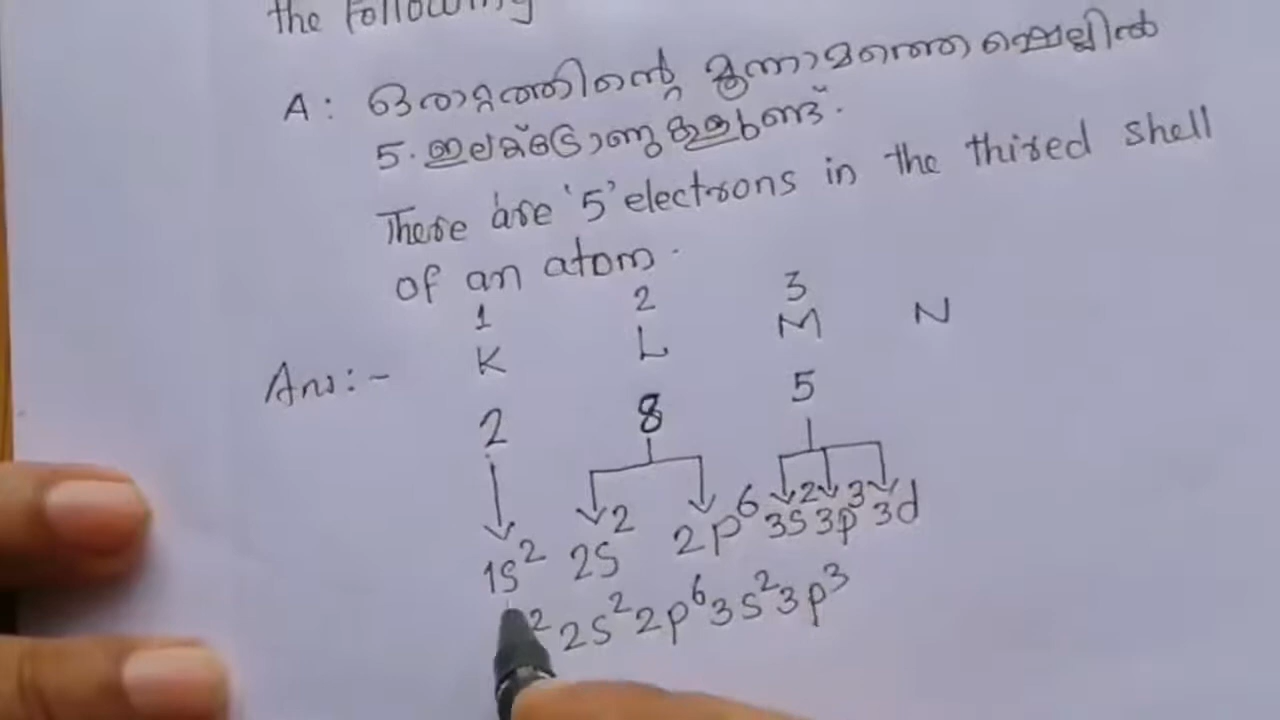 the following
A: ഒരാറ്റത്തിന്റെ മൂന്നാമത്തെ ഷെല്ലിൽ
5. ഇലക്ട്രോണുകളുണ്ട്.
There are '5' electrons in the thired shell
of an atom.
1 2 3
K L M N
Ans:- 2 8 5
1s² 2s² 2p⁶ 3s² 3p³ 3d
² 2s² 2p⁶ 3s² 3p³